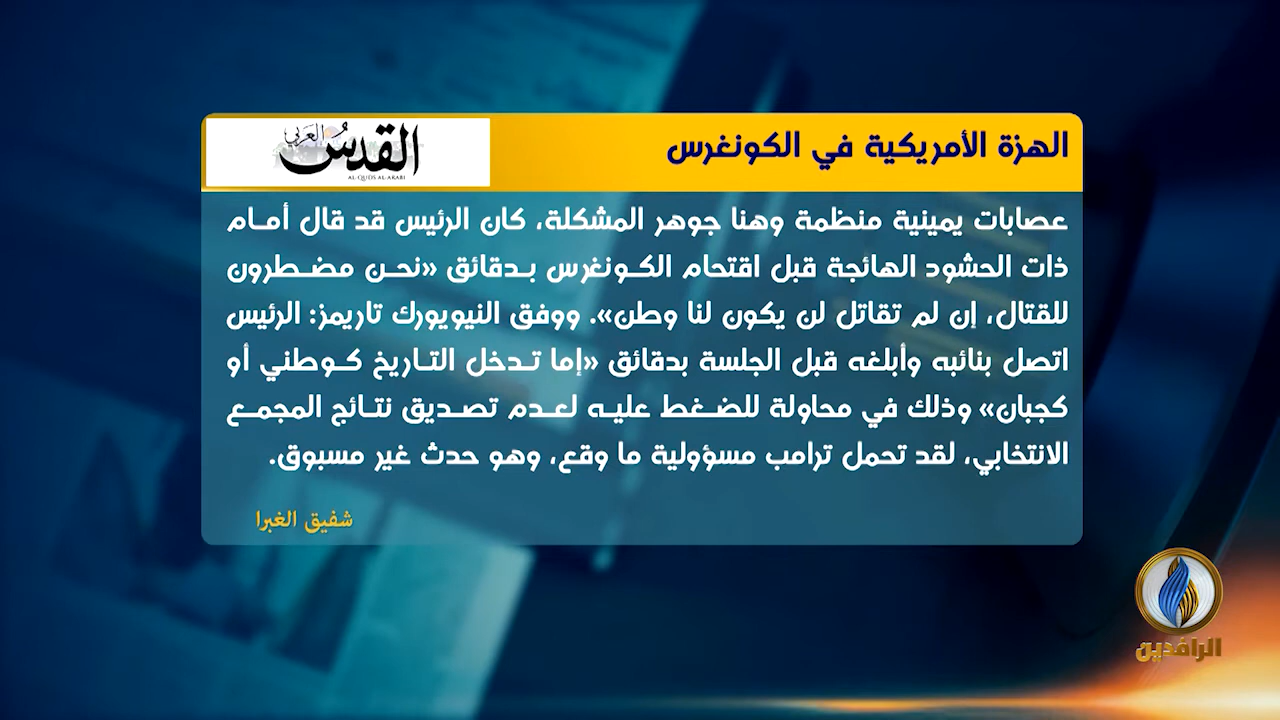 الهزة الأمريكية في الكونغرس
القدس العربي
AL-QUDS AL-ARABI
عصابات يمينية منظمة وهنا جوهر المشكلة، كان الرئيس قد قال أمام
ذات الحشود الهائجة قبل اقتحام الكونغرس بدقائق «نحن مضطرون
للقتال، إن لم تقاتل لن يكون لنا وطن». ووفق النيويورك تاريمز: الرئيس
اتصل بنائبه وأبلغه قبل الجلسة بدقائق «إما تدخل التاريخ كوطني أو
كجبان» وذلك في محاولة للضغط عليه لعدم تصديق نتائج المجمع
الانتخابي، لقد تحمل ترامب مسؤولية ما وقع، وهو حدث غير مسبوق.
شفيق الغبرا
الرافدين